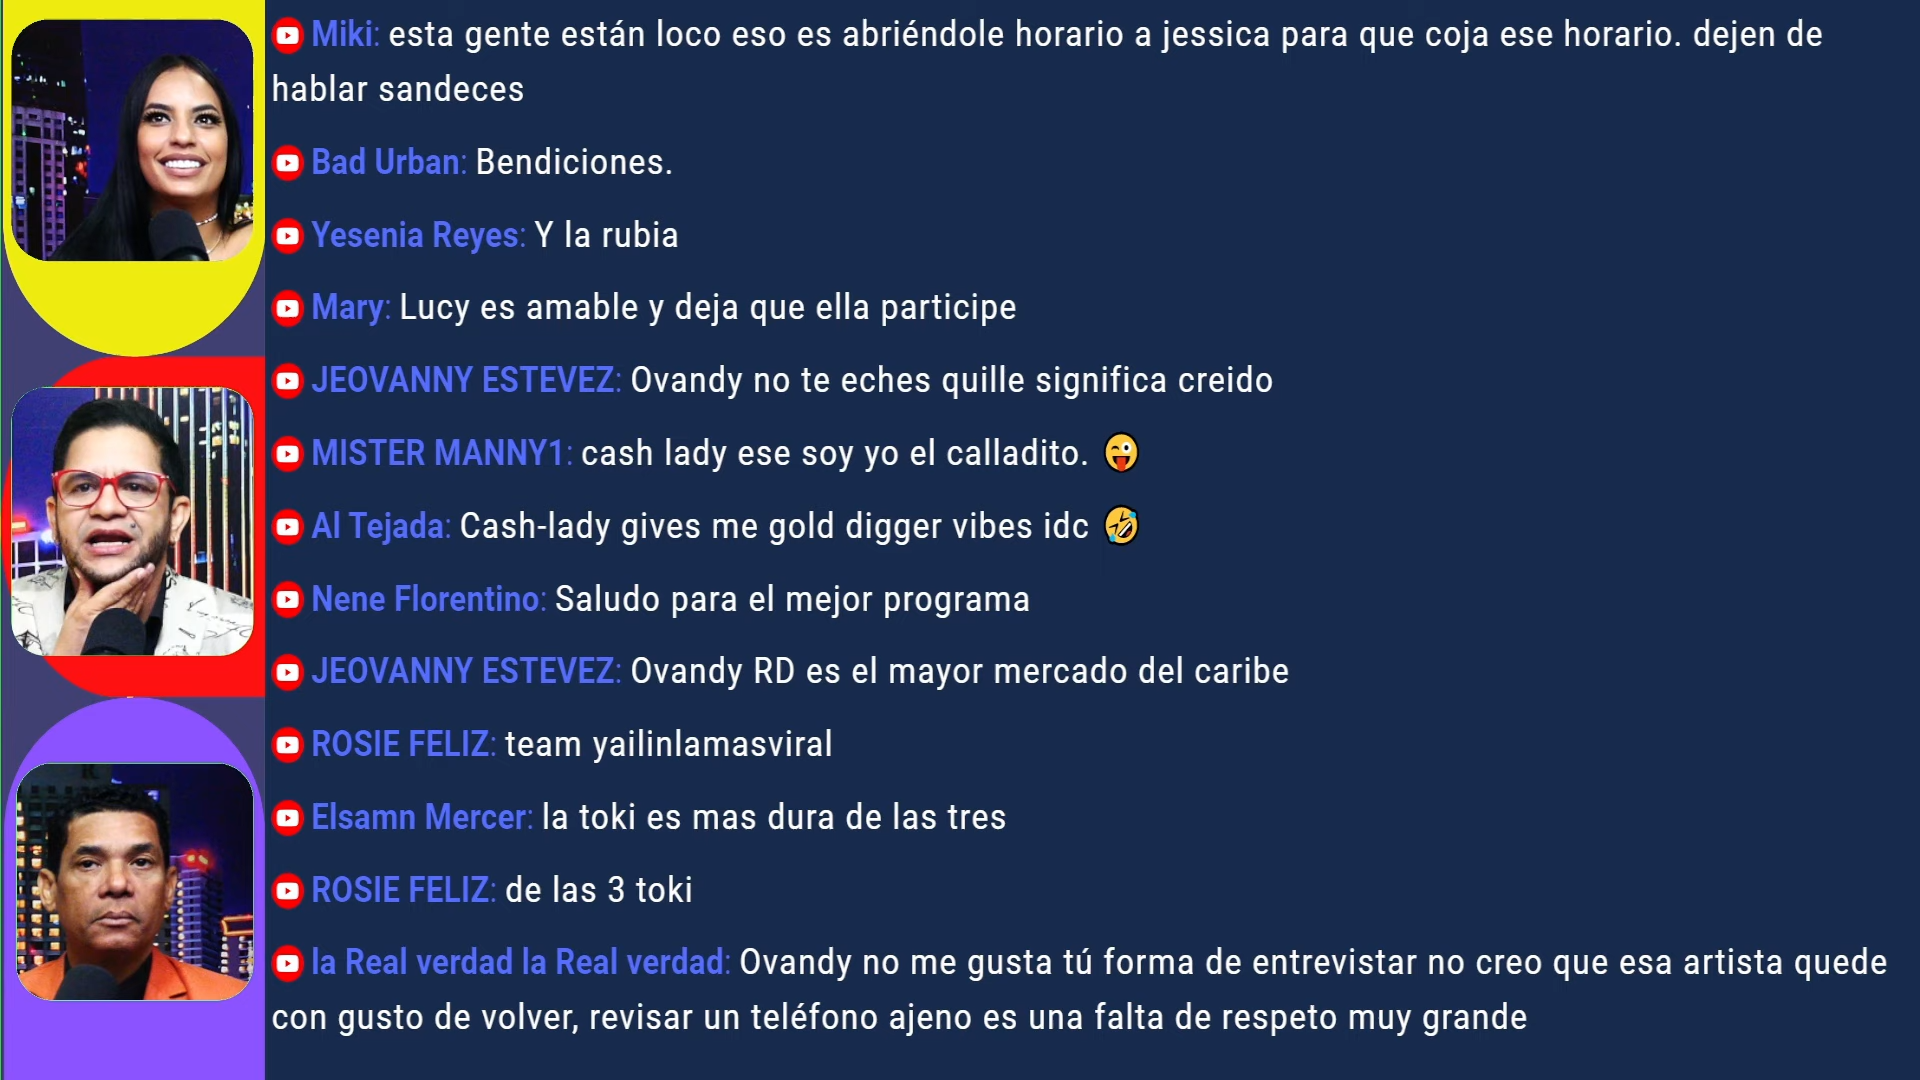 Miki: esta gente están loco eso es abriéndole horario a jessica para que coja ese horario. dejen de
hablar sandeces
Bad Urban: Bendiciones.
Yesenia Reyes: Y la rubia
Mary: Lucy es amable y deja que ella participe
JEOVANNY ESTEVEZ: Ovandy no te eches quille significa creido
MISTER MANNY1: cash lady ese soy yo el calladito. 😜
Al Tejada: Cash-lady gives me gold digger vibes idc 🤣
Nene Florentino: Saludo para el mejor programa
JEOVANNY ESTEVEZ: Ovandy RD es el mayor mercado del caribe
ROSIE FELIZ: team yailinlamasviral
Elsamn Mercer: la toki es mas dura de las tres
ROSIE FELIZ: de las 3 toki
la Real verdad la Real verdad: Ovandy no me gusta tú forma de entrevistar no creo que esa artista quede
con gusto de volver, revisar un teléfono ajeno es una falta de respeto muy grande